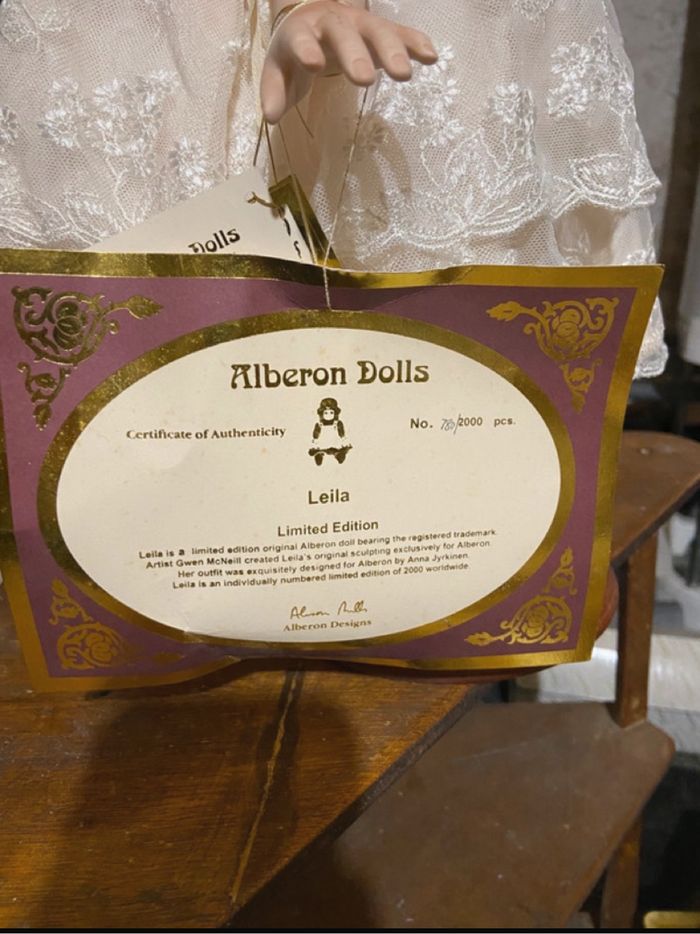 Dolls
Alberon Dolls
Certificate of Authenticity
No. 780/2000 pcs.
Leila
Limited Edition
Leila is a limited edition original Alberon doll bearing the registered trademark.
Artist Gwen McNeill created Leila's original sculpting exclusively for Alberon.
Her outfit was exquisitely designed for Alberon by Anna Jyrkinen.
Leila is an individually numbered limited edition of 2000 worldwide.
Alberon Designs